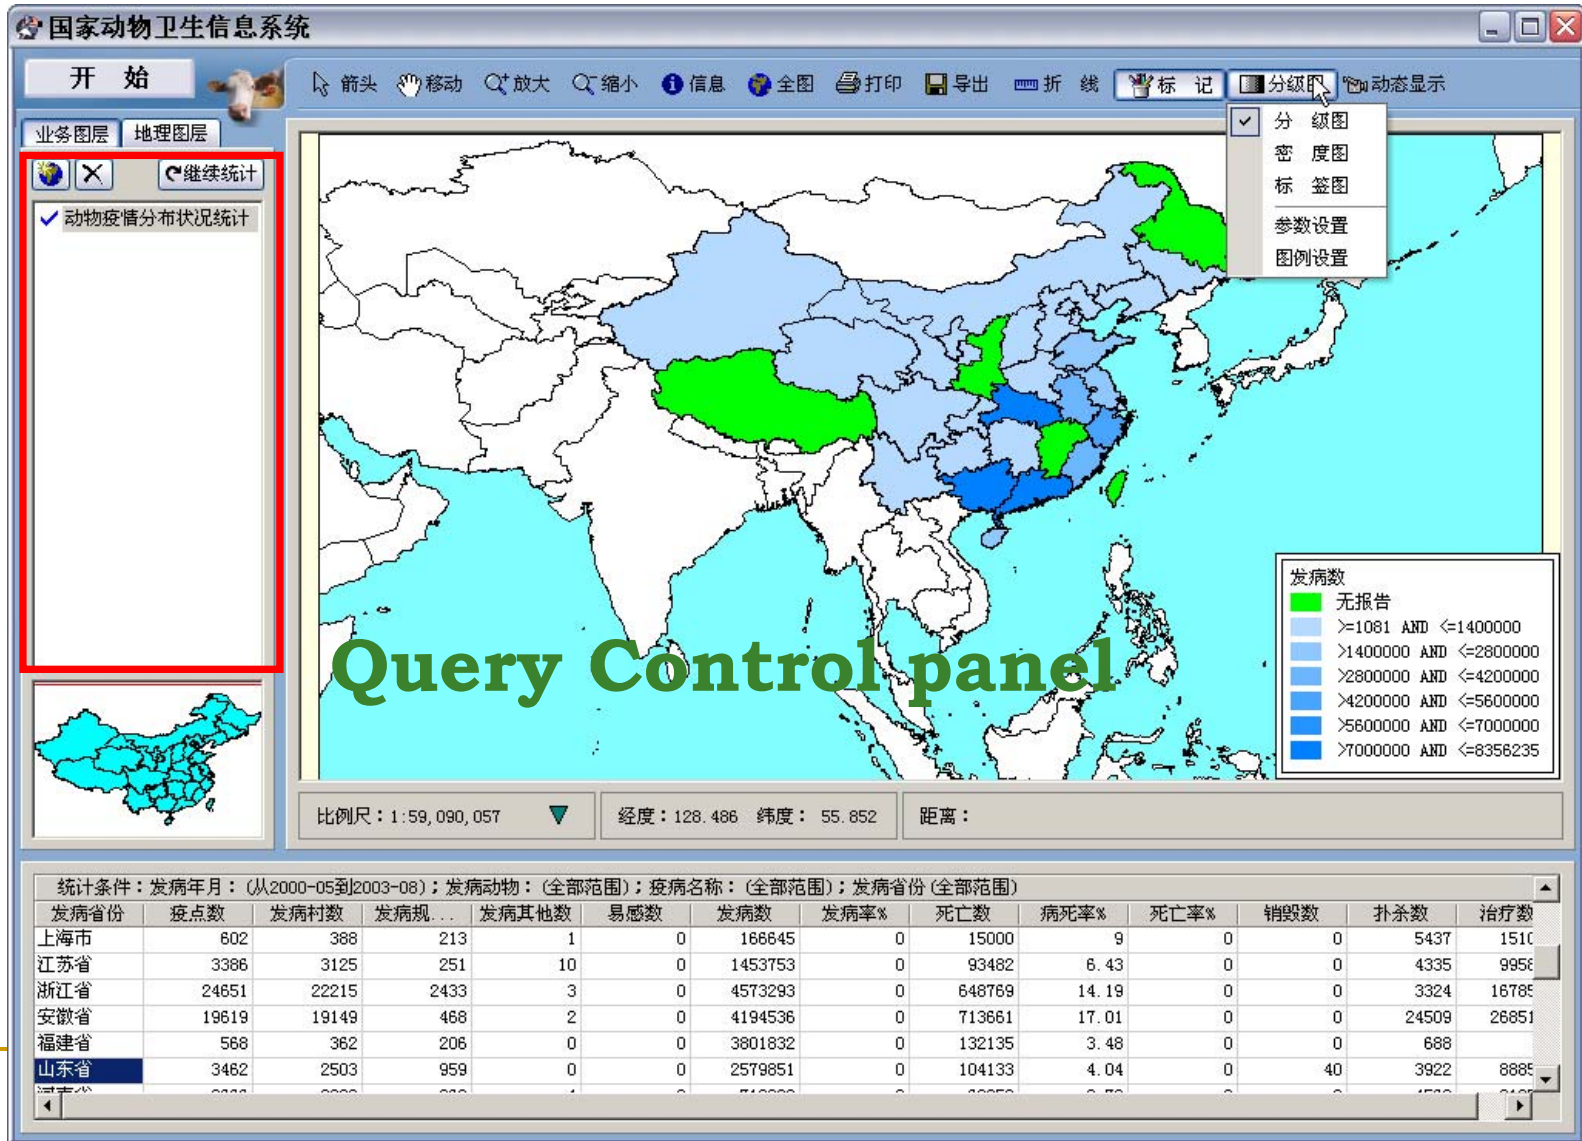 国家动物卫生信息系统
开 始
箭头 移动 放大 缩小 信息 全图 打印 导出 折 线 标 记 分级图 动态显示
业务图层 地理图层
继续统计
动物疫情分布状况统计
分 级图
密 度图
标 签图
参数设置
图例设置
Query Control panel
发病数
无报告
>=1081 AND <=1400000
>1400000 AND <=2800000
>2800000 AND <=4200000
>4200000 AND <=5600000
>5600000 AND <=7000000
>7000000 AND <=8356235
比例尺：1:59,090,057 经度：128.486 纬度： 55.852 距离：
统计条件：发病年月： (从2000-05到2003-08)；发病动物： (全部范围)；疫病名称： (全部范围)；发病省份 (全部范围)
发病省份 疫点数 发病村数 发病规... 发病其他数 易感数 发病数 发病率% 死亡数 病死率% 死亡率% 销毁数 扑杀数 治疗数
上海市 602 388 213 1 0 166645 0 15000 9 0 0 5437 1510
江苏省 3386 3125 251 10 0 1453753 0 93482 6.43 0 0 4335 9958
浙江省 24651 22215 2433 3 0 4573293 0 648769 14.19 0 0 3324 16785
安徽省 19619 19149 468 2 0 4194536 0 713661 17.01 0 0 24509 26851
福建省 568 362 206 0 0 3801832 0 132135 3.48 0 0 688
山东省 3462 2503 959 0 0 2579851 0 104133 4.04 0 40 3922 8885